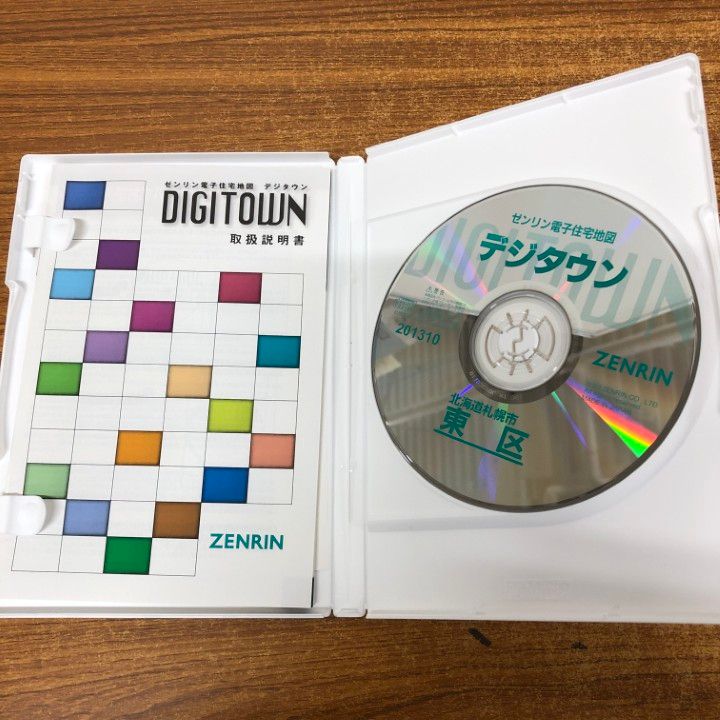 ゼンリン電子住宅地図 デジタウン
DIGITOWN
取扱説明書
ZENRIN
ゼンリン電子住宅地図
デジタウン
DIGITOWN
201310
ZENRIN
北海道札幌市
東区